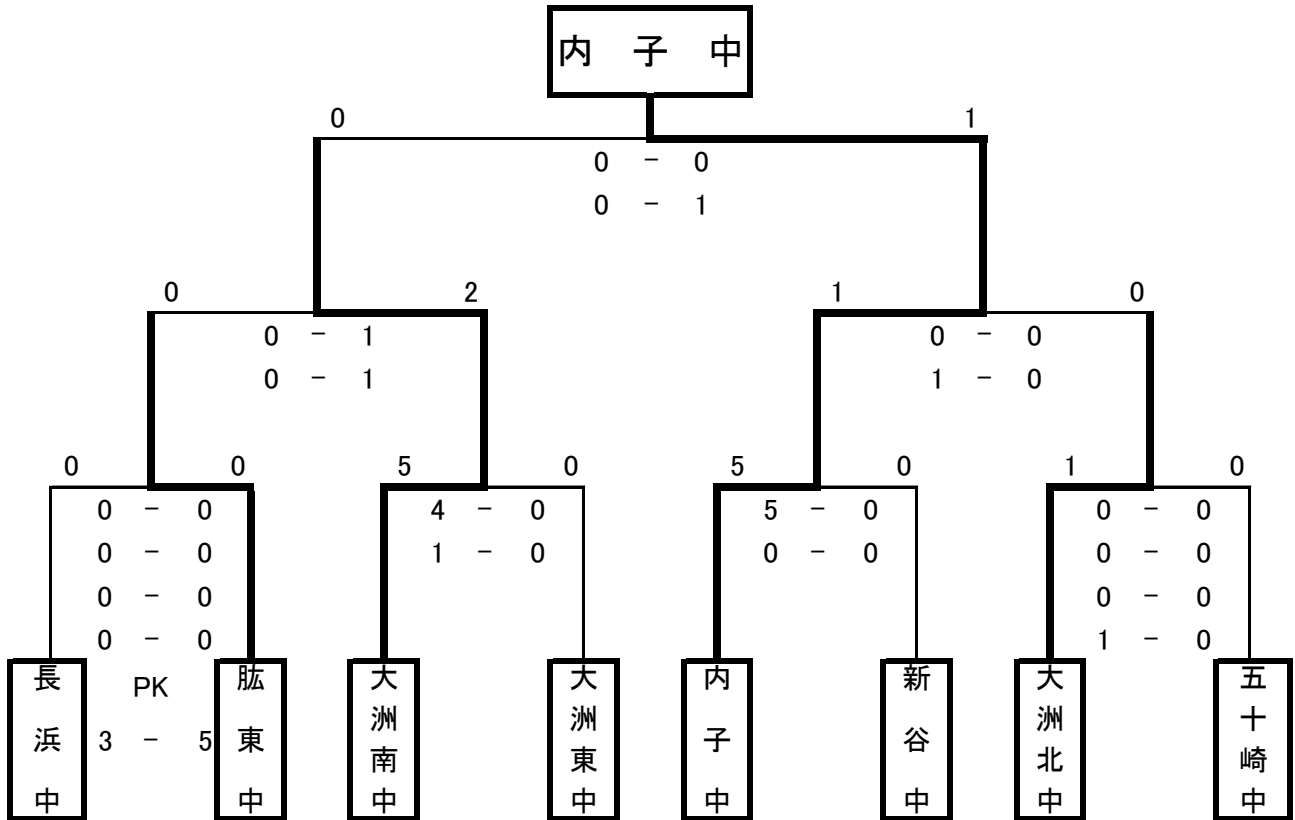 内 子 中
0 1
0 - 0
0 - 1
0 2 1 0
0 - 1 0 - 0
0 - 1 1 - 0
0 0 5 0 5 0 1 0
0 - 0 4 - 0 5 - 0 0 - 0
0 - 0 1 - 0 0 - 0 0 - 0
0 - 0 0 - 0
0 - 0 1 - 0
PK
3 - 5
長浜中
肱東中
大洲南中
大洲東中
内子中
新谷中
大洲北中
五十崎中